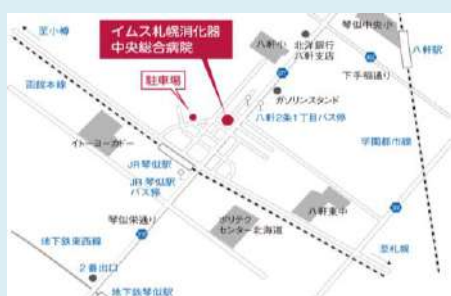 至小樽
イムス札幌消化器
中央総合病院
八軒小
北洋銀行
八軒支店
琴似中央小
八軒駅
函館本線
駐車場
下手稲通り
ガソリンスタンド
八軒2条1丁目バス停
イトーヨーカドー
学園都市線
JR琴似駅
JR琴似駅
バス停
八軒東中
琴似栄通り
ポリテク
センター北海道
至札幌
地下鉄東西線
2番出口
地下鉄琴似駅